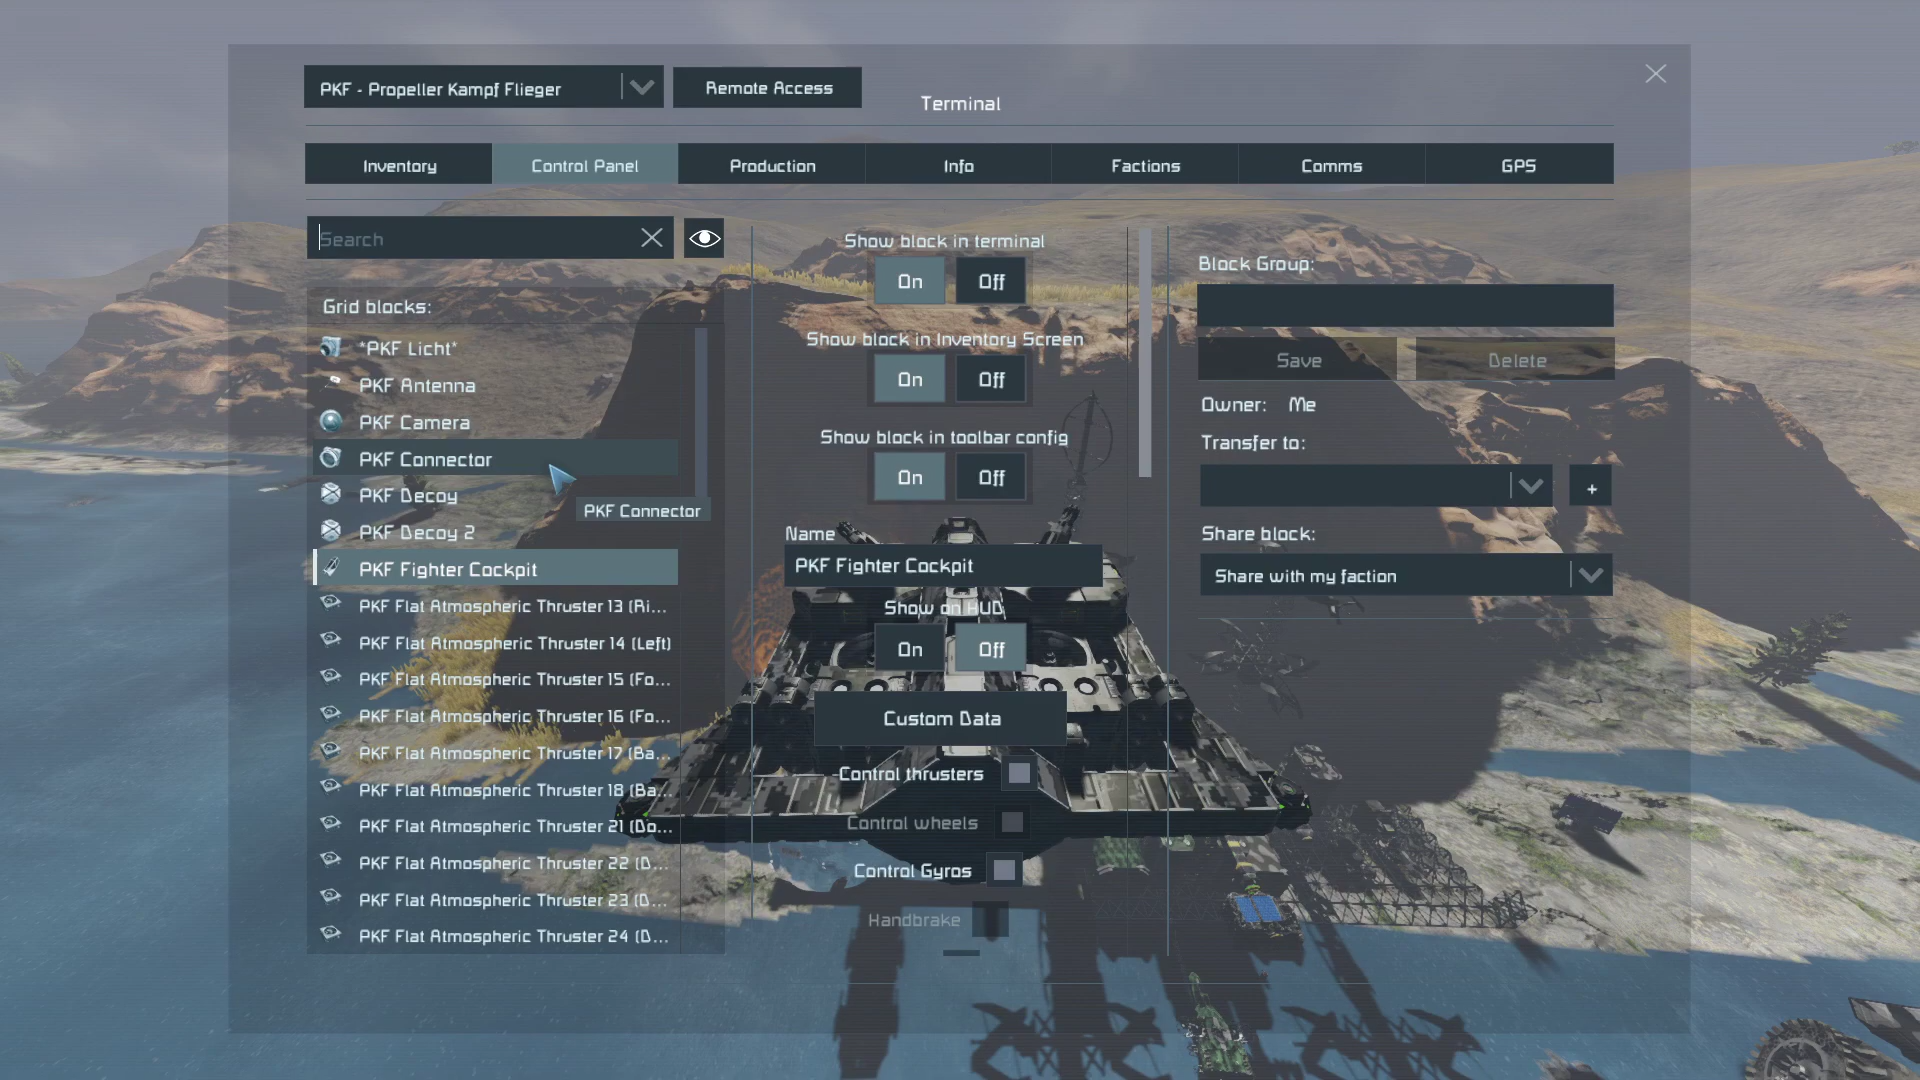 PKF - Propeller Kampf Flieger
Remote Access
Terminal
Inventory
Control Panel
Production
Info
Factions
Comms
GPS
Search
Grid blocks:
*PKF Licht*
PKF Antenna
PKF Camera
PKF Connector
PKF Decoy
PKF Connector
PKF Decoy 2
PKF Fighter Cockpit
PKF Flat Atmospheric Thruster 13 (Ri...
PKF Flat Atmospheric Thruster 14 (Left)
PKF Flat Atmospheric Thruster 15 (Fo...
PKF Flat Atmospheric Thruster 16 (Fo...
PKF Flat Atmospheric Thruster 17 (Ba...
PKF Flat Atmospheric Thruster 18 (Ba...
PKF Flat Atmospheric Thruster 21 (Do...
PKF Flat Atmospheric Thruster 22 (D...
PKF Flat Atmospheric Thruster 23 (D...
PKF Flat Atmospheric Thruster 24 (D...
Show block in terminal
On Off
Show block in Inventory Screen
On Off
Show block in toolbar config
On Off
Name
PKF Fighter Cockpit
Show on HUD
On Off
Custom Data
Control thrusters
Control wheels
Control Gyros
Handbrake
Block Group:
Save
Delete
Owner: Me
Transfer to:
+
Share block:
Share with my faction